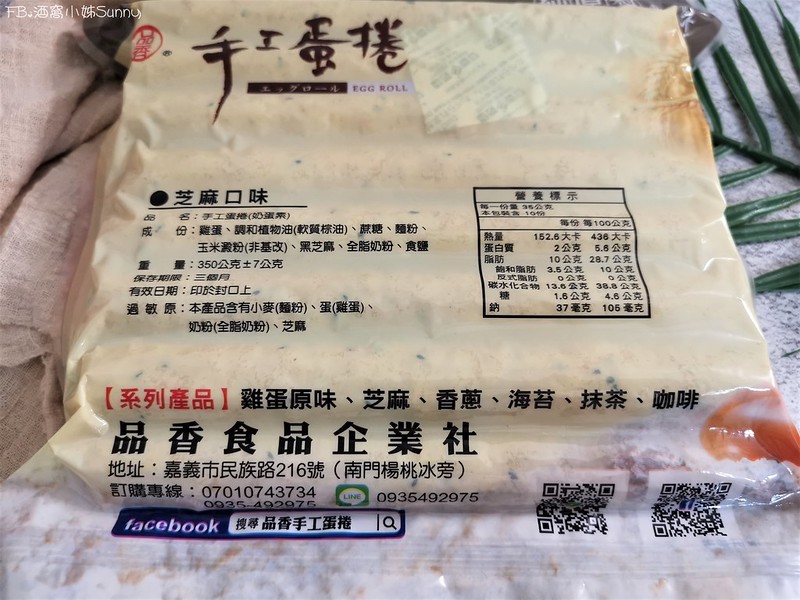 FB.酒窩小姊Sunny
品香 ®
手工蛋捲
エッグロール EGG ROLL
●芝麻口味
品 名：手工蛋捲(奶蛋素)
成 份：雞蛋、調和植物油(軟質棕油)、蔗糖、麵粉、
玉米澱粉(非基改)、黑芝麻、全脂奶粉、食鹽
重 量：350公克±7公克
保存期限：三個月
有效日期：印於封口上
過 敏 原：本產品含有小麥(麵粉)、蛋(雞蛋)、
奶粉(全脂奶粉)、芝麻
營養標示
每一份量 35公克
本包裝含 10份
每份 每100公克
熱量 152.6大卡 436大卡
蛋白質 2公克 5.6公克
脂肪 10公克 28.7公克
飽和脂肪 3.5公克 10公克
反式脂肪 0公克 0公克
碳水化合物 13.6公克 38.8公克
糖 1.6公克 4.6公克
鈉 37毫克 105毫克
【系列產品】雞蛋原味、芝麻、香蔥、海苔、抹茶、咖啡
品香食品企業社
地址：嘉義市民族路216號（南門楊桃冰旁）
訂購專線：07010743734 LINE 0935492975
0935-492975
facebook 搜尋 品香手工蛋捲